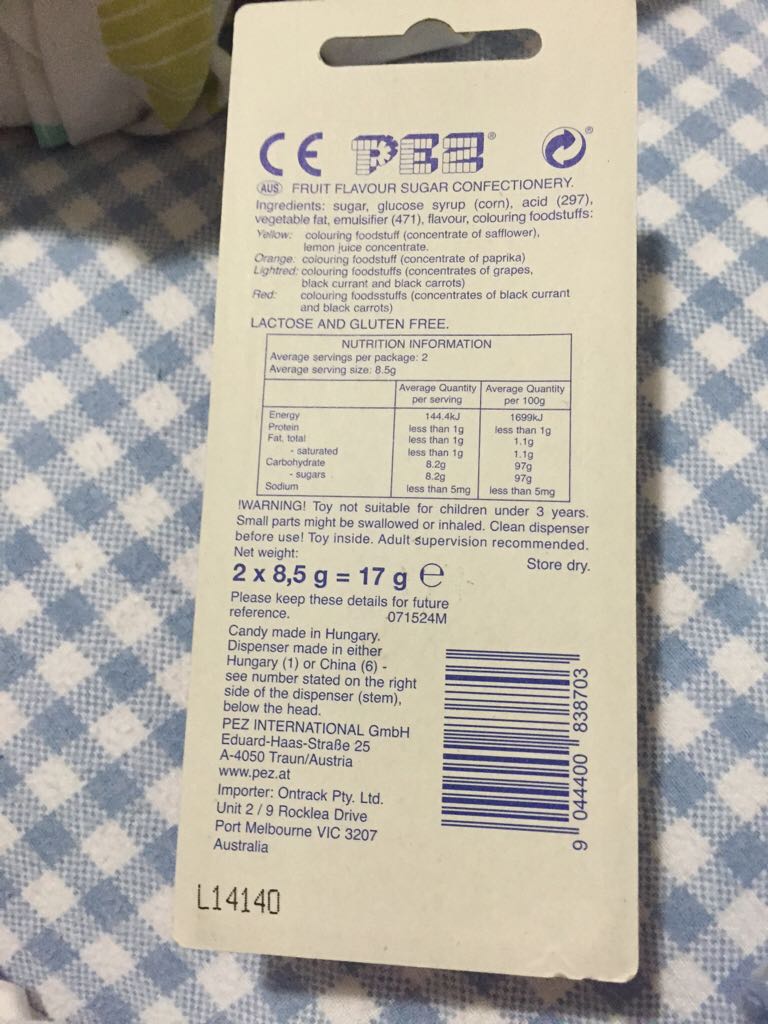 CE PEZ®
AUS FRUIT FLAVOUR SUGAR CONFECTIONERY.
Ingredients: sugar, glucose syrup (corn), acid (297),
vegetable fat, emulsifier (471), flavour, colouring foodstuffs:
Yellow: colouring foodstuff (concentrate of safflower),
lemon juice concentrate.
Orange: colouring foodstuff (concentrate of paprika)
Lightred: colouring foodstuffs (concentrates of grapes,
black currant and black carrots)
Red: colouring foodsstuffs (concentrates of black currant
and black carrots)
LACTOSE AND GLUTEN FREE.
NUTRITION INFORMATION
Average servings per package: 2
Average serving size: 8.5g
Average Quantity Average Quantity
per serving per 100g
Energy 144.4kJ 1699kJ
Protein less than 1g less than 1g
Fat, total less than 1g 1.1g
- saturated less than 1g 1.1g
Carbohydrate 8.2g 97g
- sugars 8.2g 97g
Sodium less than 5mg less than 5mg
!WARNING! Toy not suitable for children under 3 years.
Small parts might be swallowed or inhaled. Clean dispenser
before use! Toy inside. Adult supervision recommended.
Net weight: Store dry.
2 x 8,5 g = 17 g e
Please keep these details for future
reference. 071524M
Candy made in Hungary.
Dispenser made in either
Hungary (1) or China (6) -
see number stated on the right
side of the dispenser (stem),
below the head.
PEZ INTERNATIONAL GmbH
Eduard-Haas-Straße 25
A-4050 Traun/Austria
www.pez.at
Importer: Ontrack Pty. Ltd.
Unit 2 / 9 Rocklea Drive
Port Melbourne VIC 3207
Australia
9 044400 838703
L14140